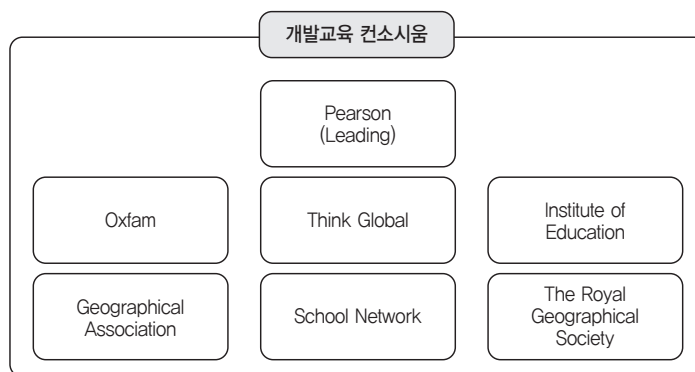 개발교육 컨소시움
Pearson
(Leading)
Oxfam
Think Global
Institute of
Education
Geographical
Association
School Network
The Royal
Geographical
Society